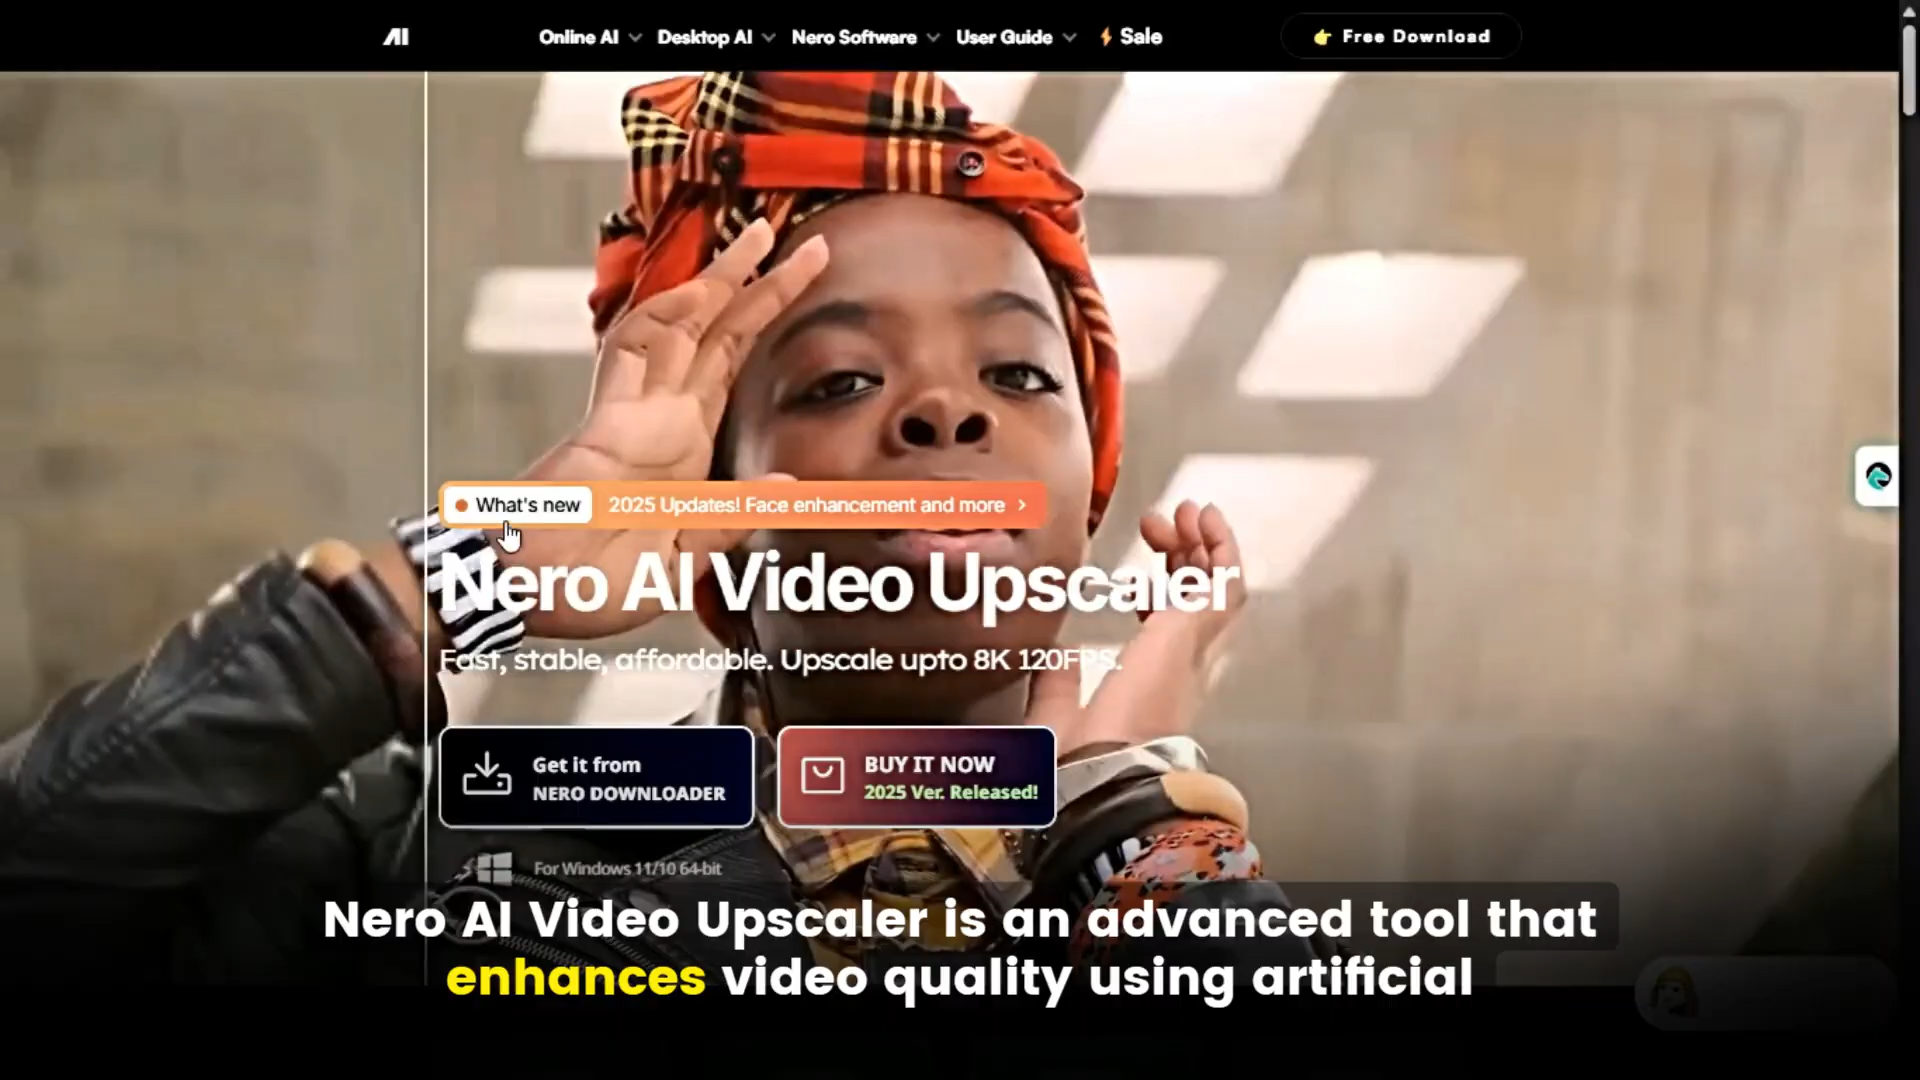 AI
Online AI Desktop AI Nero Software User Guide Sale Free Download
What's new 2025 Updates! Face enhancement and more
Nero AI Video Upscaler
Fast, stable, affordable. Upscale upto 8K 120FPS.
Get it from
NERO DOWNLOADER
BUY IT NOW
2025 Ver. Released!
For Windows 11/10 64-bit
Nero AI Video Upscaler is an advanced tool that
enhances video quality using artificial